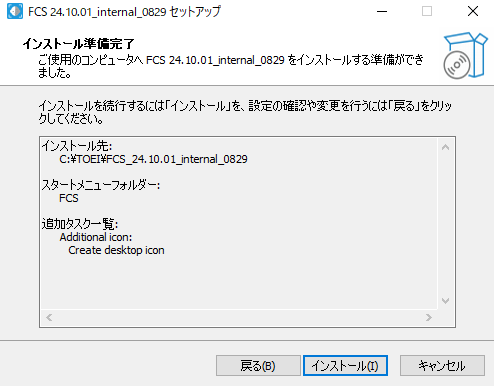 FCS 24.10.01_internal_0829 セットアップ
インストール準備完了
ご使用のコンピュータへ FCS 24.10.01_internal_0829 をインストールする準備ができ
ました。
インストールを続行するには「インストール」を、設定の確認や変更を行うには「戻る」をクリッ
クしてください。
インストール先:
C:¥TOEI¥FCS_24.10.01_internal_0829
スタートメニューフォルダー:
FCS
追加タスク一覧:
Additional icon:
Create desktop icon
戻る(B)
インストール(I)
キャンセル